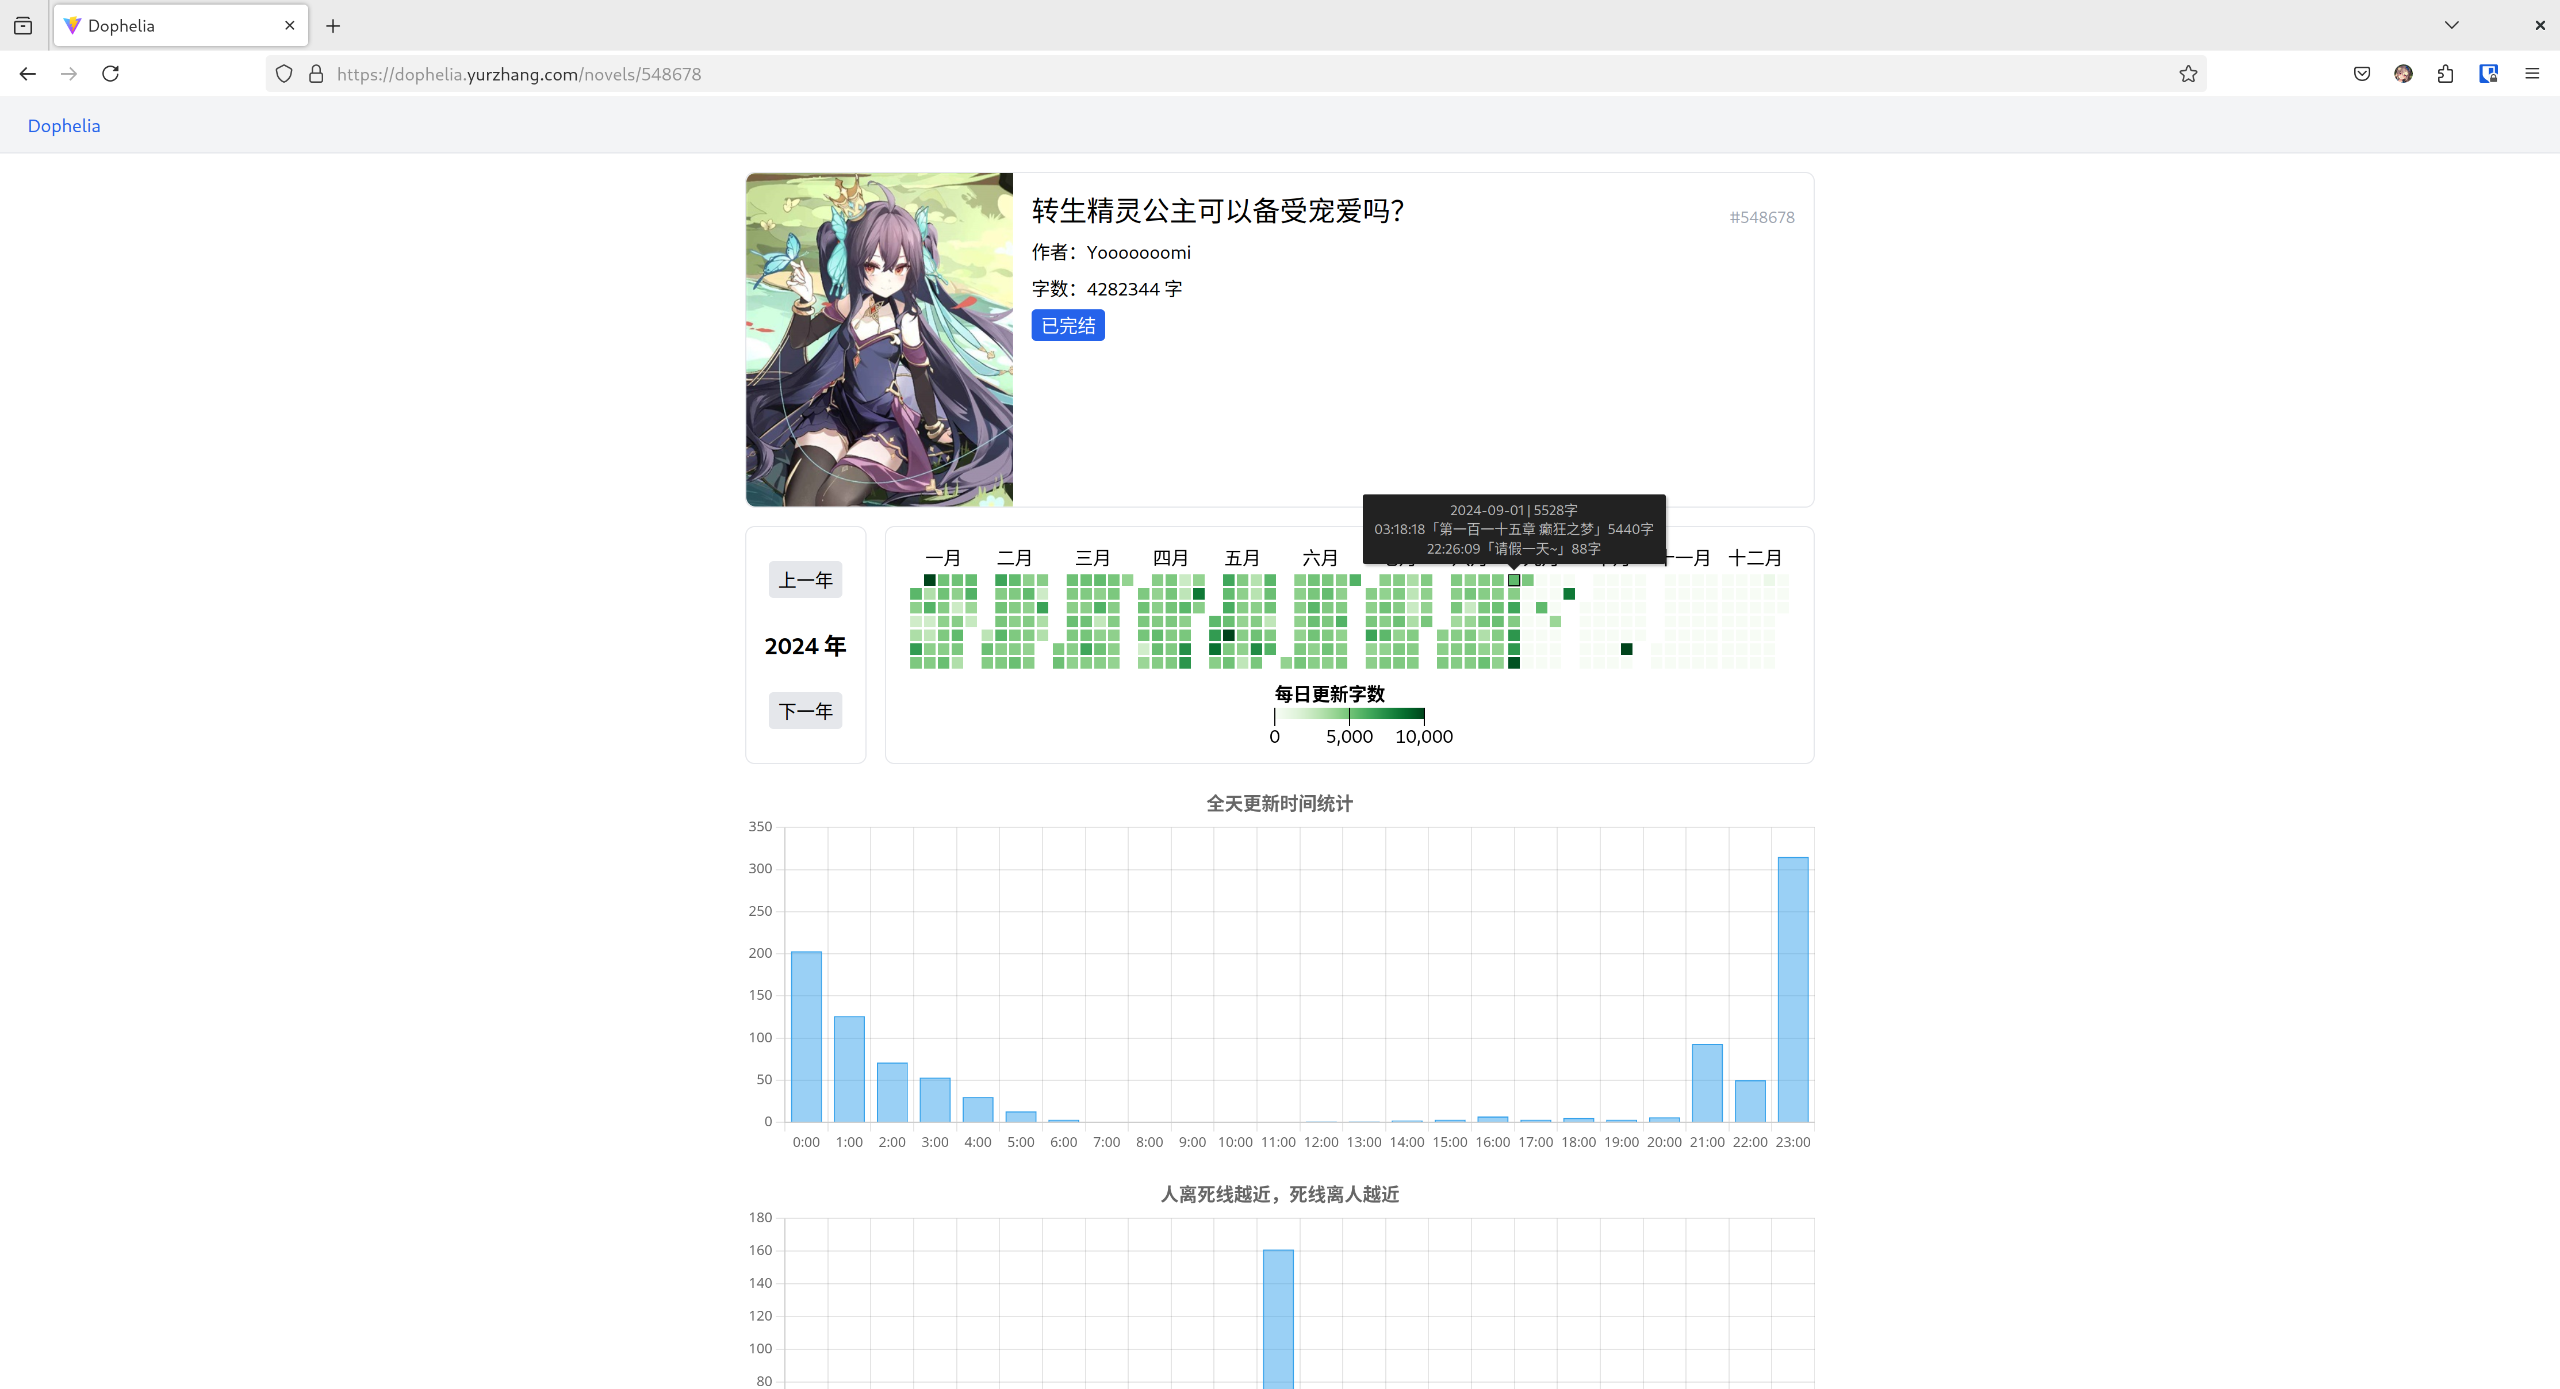 Dophelia
https://dophelia.yurzhang.com/novels/548678
Dophelia
转生精灵公主可以备受宠爱吗？
#548678
作者：Yooooooomi
字数：4282344 字
已完结
2024-09-01 | 5528字
03:18:18「第一百一十五章 癫狂之梦」5440字
22:26:09「请假一天~」88字
上一年
2024 年
下一年
一月 二月 三月 四月 五月 六月 十一月 十二月
每日更新字数
0 5,000 10,000
全天更新时间统计
350
300
250
200
150
100
50
0
0:00 1:00 2:00 3:00 4:00 5:00 6:00 7:00 8:00 9:00 10:00 11:00 12:00 13:00 14:00 15:00 16:00 17:00 18:00 19:00 20:00 21:00 22:00 23:00
人离死线越近，死线离人越近
180
160
140
120
100
80